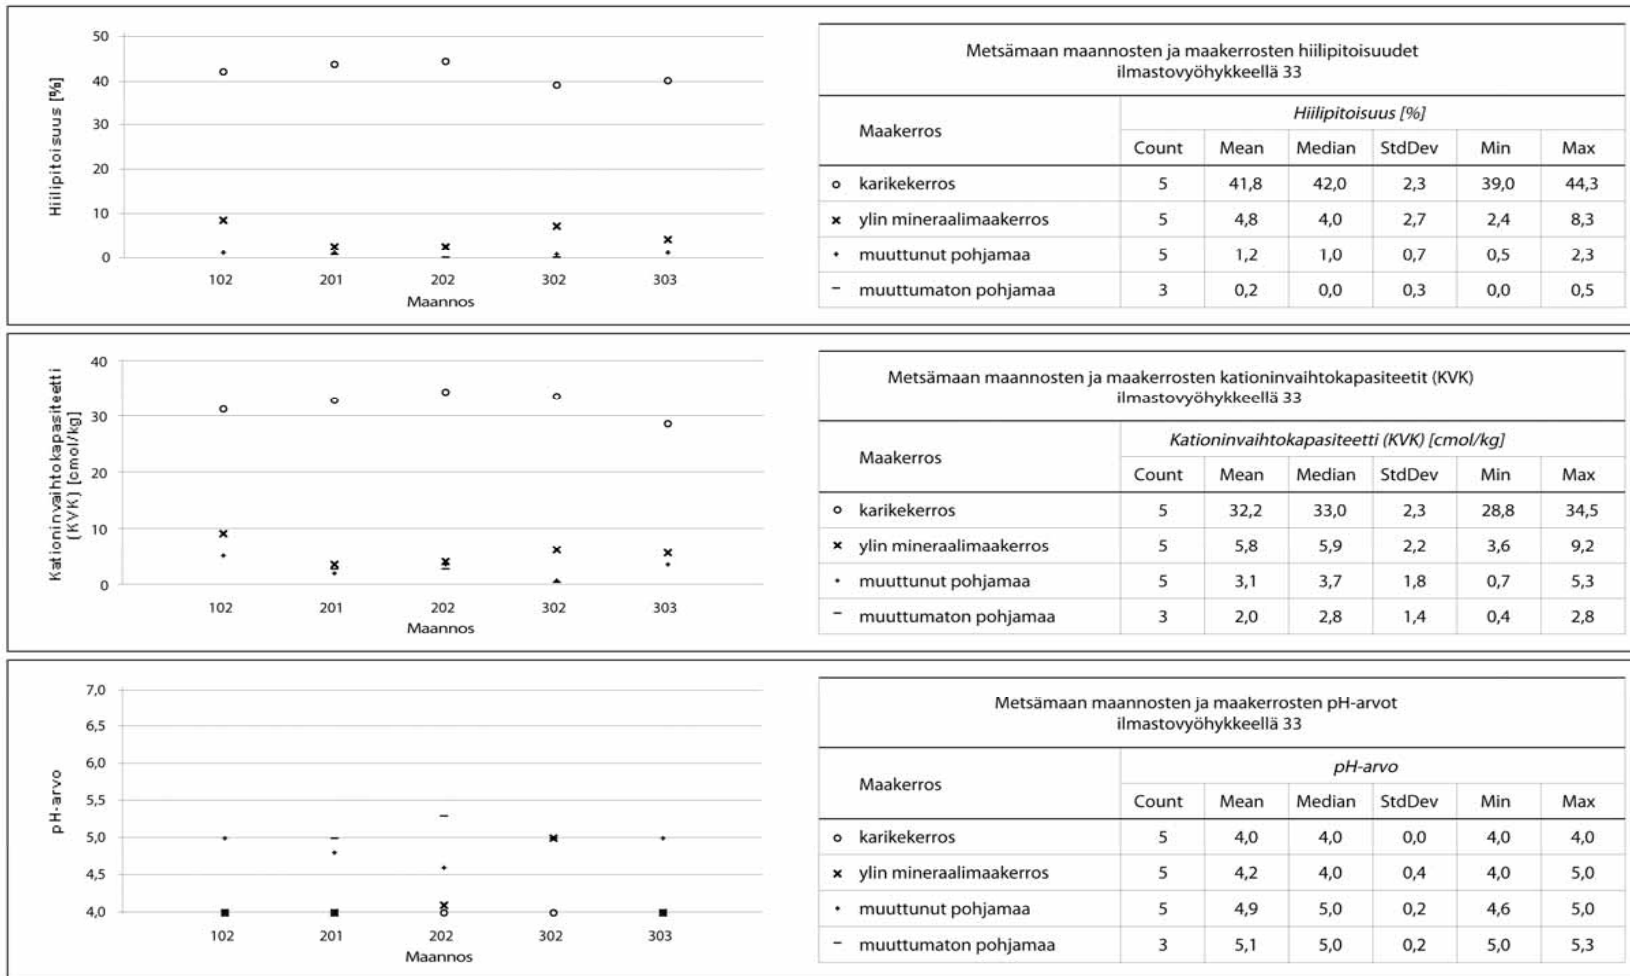 50
40
30
20
10
0
Hiilipitoisuus [%]
102 201 202 302 303
Maannos
Metsämaan maannosten ja maakerrosten hiilipitoisuudet
ilmastovyöhykkeellä 33
Maakerros
Hiilipitoisuus [%]
Count Mean Median StdDev Min Max
karikekerros 5 41,8 42,0 2,3 39,0 44,3
ylin mineraalimaakerros 5 4,8 4,0 2,7 2,4 8,3
muuttunut pohjamaa 5 1,2 1,0 0,7 0,5 2,3
muuttumaton pohjamaa 3 0,2 0,0 0,3 0,0 0,5
40
30
20
10
0
Kationinvaihtokapasiteetti
(KVK) [cmol/kg]
102 201 202 302 303
Maannos
Metsämaan maannosten ja maakerrosten kationinvaihtokapasiteetit (KVK)
ilmastovyöhykkeellä 33
Maakerros
Kationinvaihtokapasiteetti (KVK) [cmol/kg]
Count Mean Median StdDev Min Max
karikekerros 5 32,2 33,0 2,3 28,8 34,5
ylin mineraalimaakerros 5 5,8 5,9 2,2 3,6 9,2
muuttunut pohjamaa 5 3,1 3,7 1,8 0,7 5,3
muuttumaton pohjamaa 3 2,0 2,8 1,4 0,4 2,8
7,0
6,5
6,0
5,5
5,0
4,5
4,0
pH-arvo
102 201 202 302 303
Maannos
Metsämaan maannosten ja maakerrosten pH-arvot
ilmastovyöhykkeellä 33
Maakerros
pH-arvo
Count Mean Median StdDev Min Max
karikekerros 5 4,0 4,0 0,0 4,0 4,0
ylin mineraalimaakerros 5 4,2 4,0 0,4 4,0 5,0
muuttunut pohjamaa 5 4,9 5,0 0,2 4,6 5,0
muuttumaton pohjamaa 3 5,1 5,0 0,2 5,0 5,3